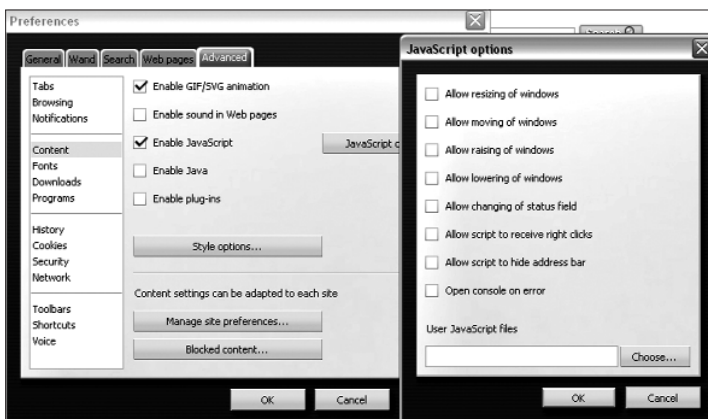 Preferences
General Wand Search Web pages Advanced
Tabs
Browsing
Notifications
Content
Fonts
Downloads
Programs
History
Cookies
Security
Network
Toolbars
Shortcuts
Voice
Enable GIF/SVG animation
Enable sound in Web pages
Enable JavaScript
JavaScript
Enable Java
Enable plug-ins
Style options...
Content settings can be adapted to each site
Manage site preferences...
Blocked content...
OK Cancel
JavaScript options
Allow resizing of windows
Allow moving of windows
Allow raising of windows
Allow lowering of windows
Allow changing of status field
Allow script to receive right clicks
Allow script to hide address bar
Open console on error
User JavaScript files
Choose...
OK Cancel